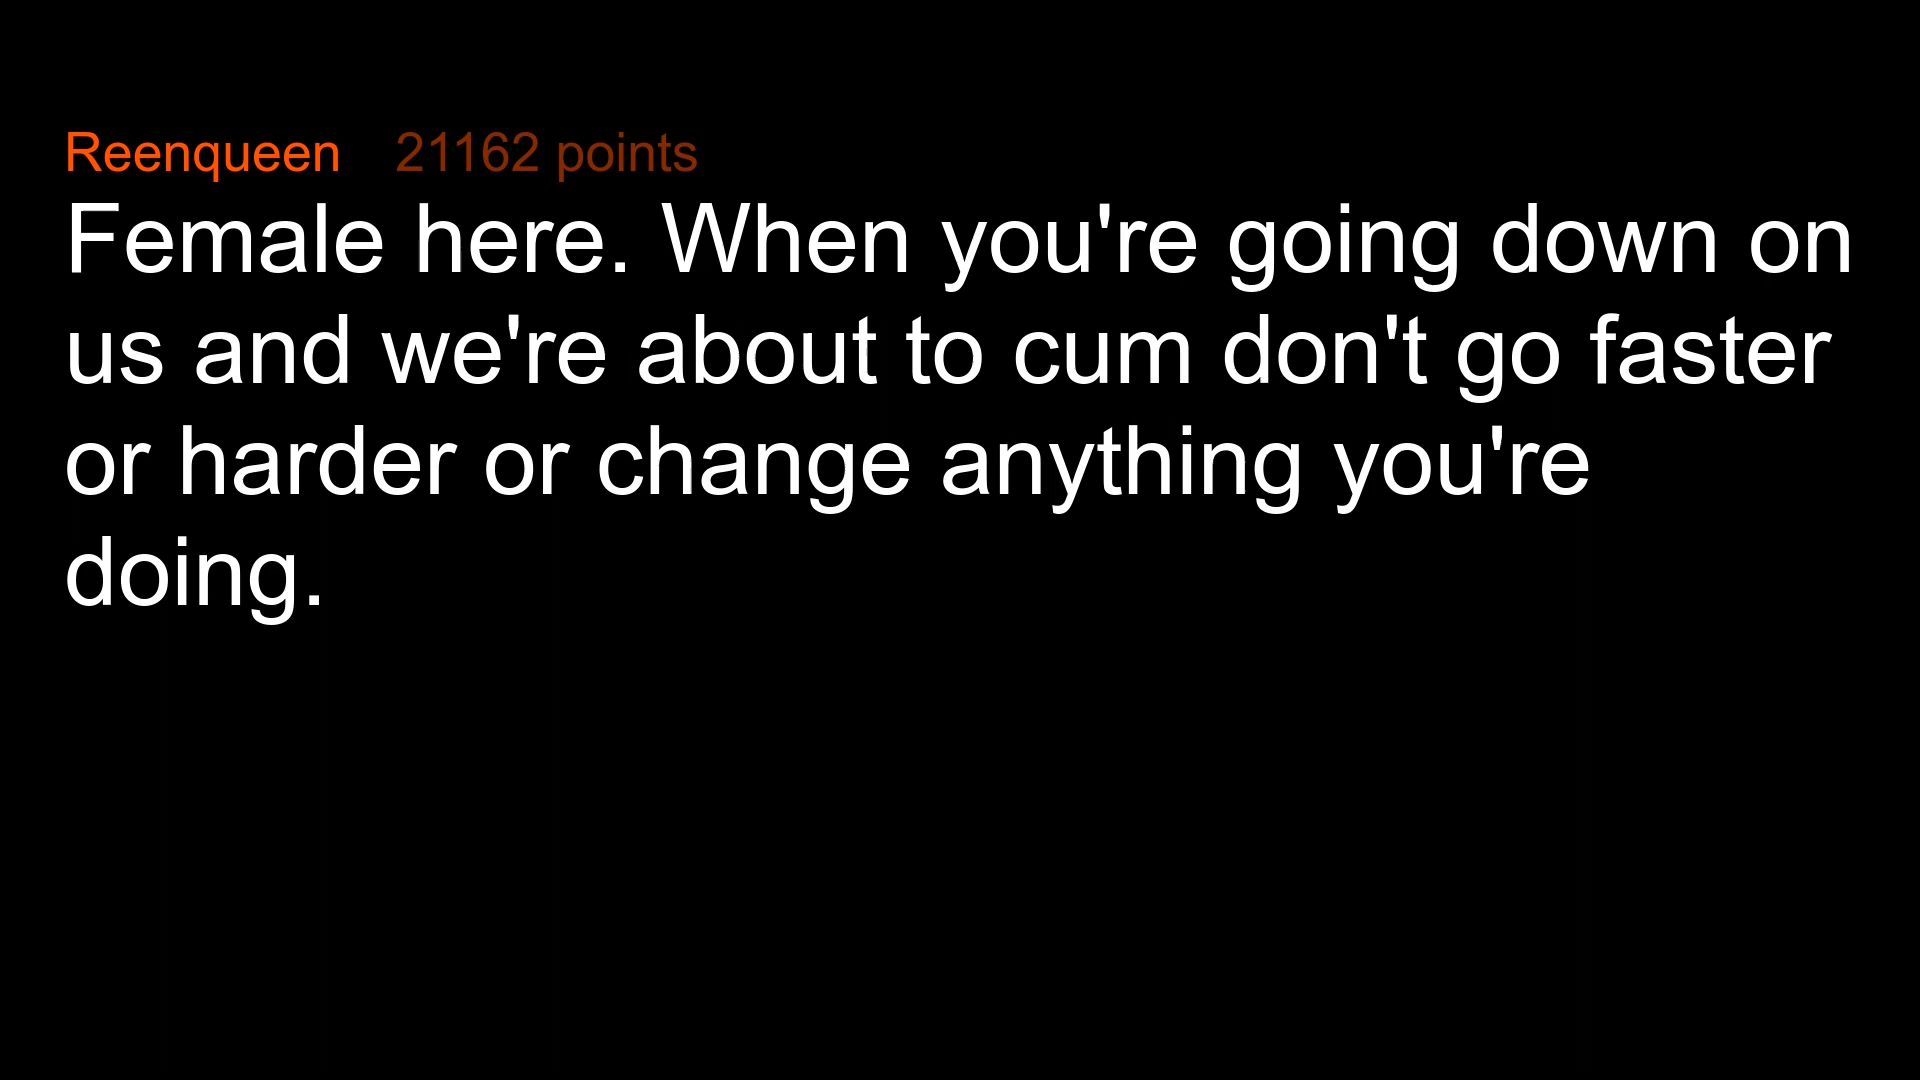 Reenqueen 21162 points
Female here. When you're going down on
us and we're about to cum don't go faster
or harder or change anything you're
doing.